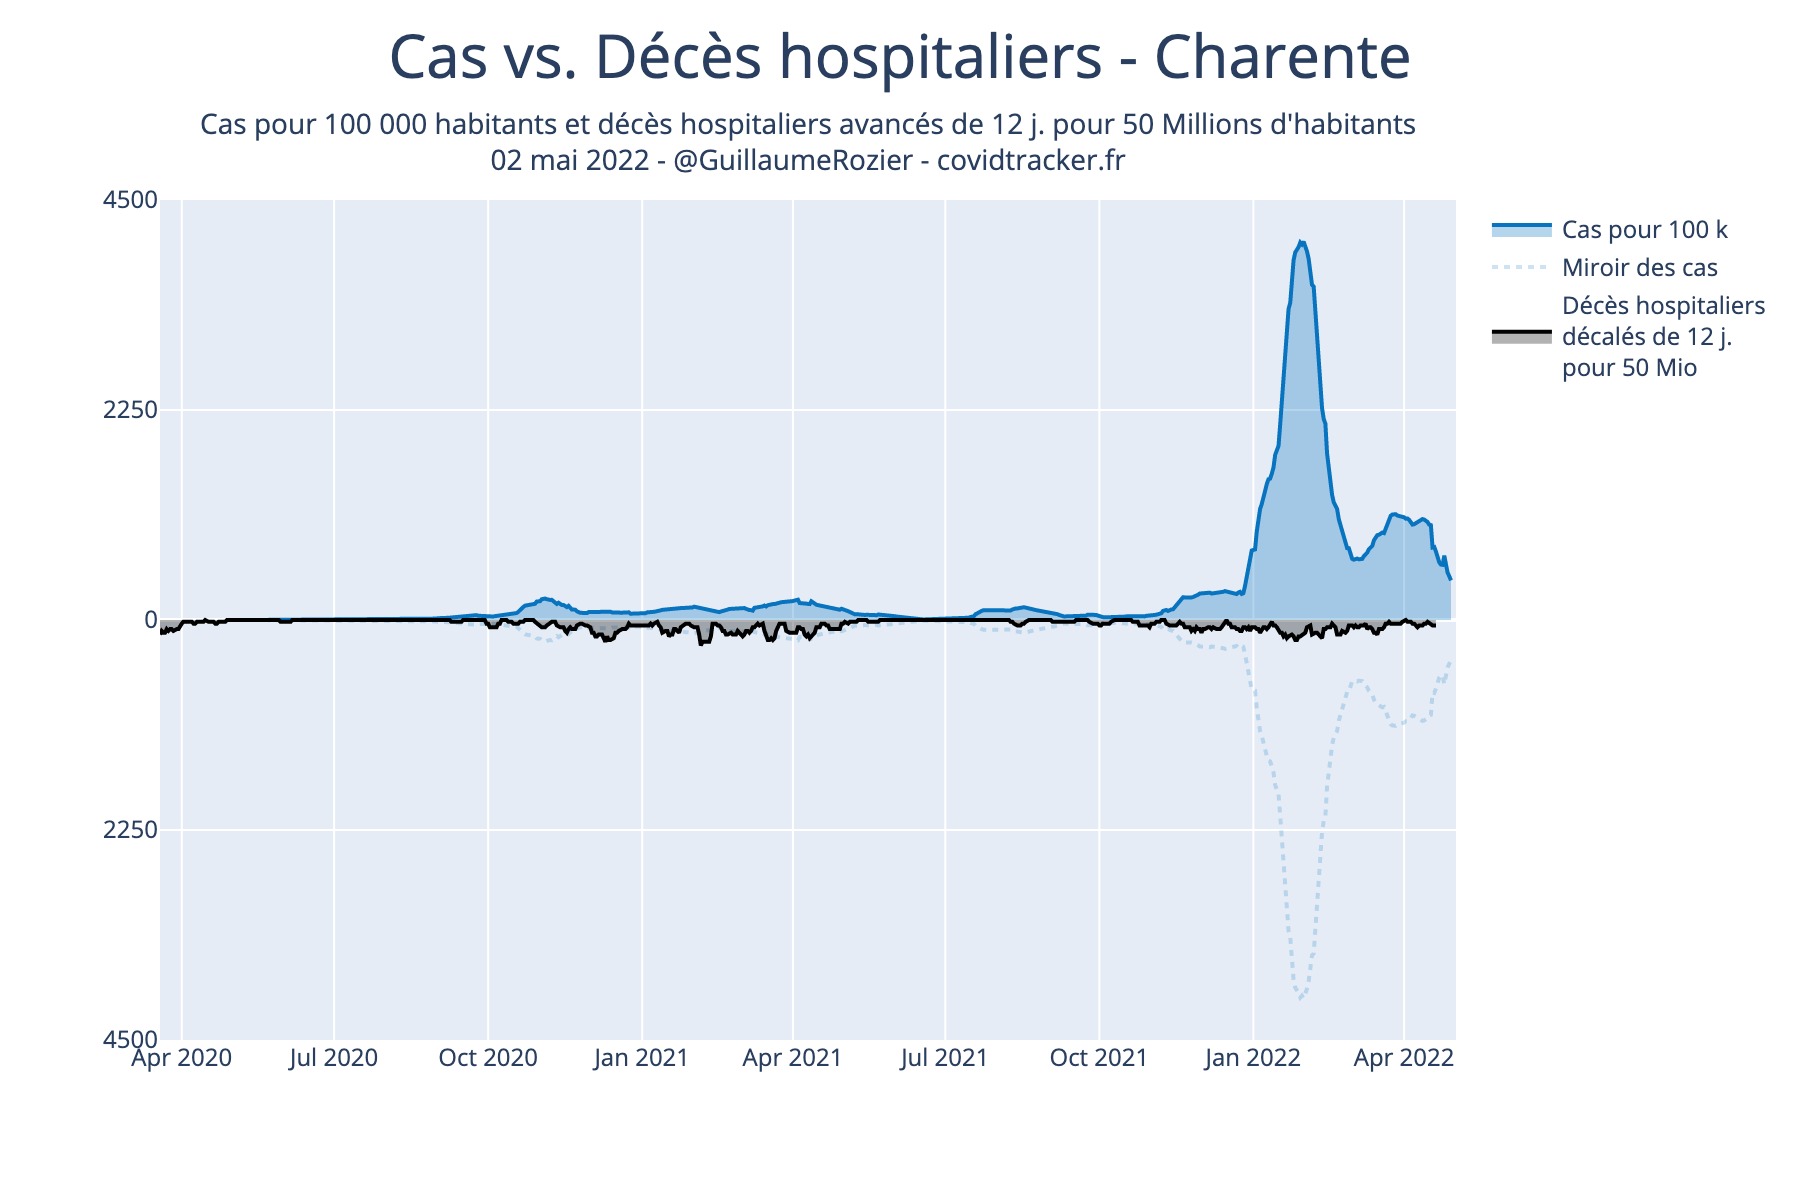 Cas vs. Décès hospitaliers - Charente
Cas pour 100 000 habitants et décès hospitaliers avancés de 12 j. pour 50 Millions d'habitants
02 mai 2022 - @GuillaumeRozier - covidtracker.fr
4500
2250
0
2250
4500
Apr 2020
Jul 2020
Oct 2020
Jan 2021
Apr 2021
Jul 2021
Oct 2021
Jan 2022
Apr 2022
Cas pour 100 k
Miroir des cas
Décès hospitaliers
décalés de 12 j.
pour 50 Mio